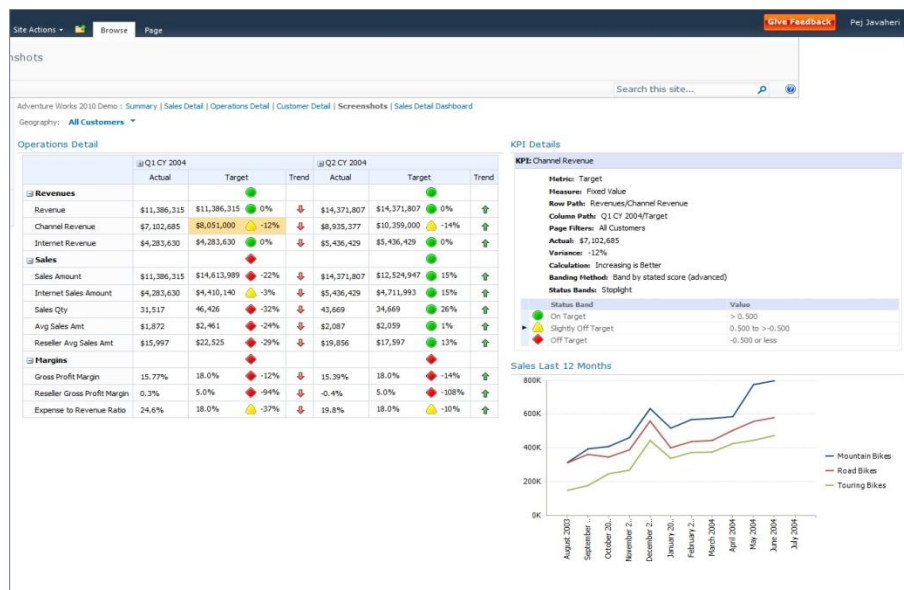 Site Actions Browse Page Give Feedback Pej Javaheri
shots
Search this site...
Adventure Works 2010 Demo : Summary | Sales Detail | Operations Detail | Customer Detail | Screenshots | Sales Detail Dashboard
Geography: All Customers
Operations Detail
Q1 CY 2004 Q2 CY 2004
Actual Target Trend Actual Target Trend
Revenues
Revenue $11,386,315 $11,386,315 0% $14,371,807 $14,371,807 0%
Channel Revenue $7,102,685 $8,051,000 -12% $8,935,377 $10,359,000 -14%
Internet Revenue $4,283,630 $4,283,630 0% $5,436,429 $5,436,429 0%
Sales
Sales Amount $11,386,315 $14,613,989 -22% $14,371,807 $12,524,947 15%
Internet Sales Amount $4,283,630 $4,410,140 -3% $5,436,429 $4,711,993 15%
Sales Qty 31,517 46,426 -32% 43,669 34,669 26%
Avg Sales Amt $1,872 $2,461 -24% $2,087 $2,059 1%
Reseller Avg Sales Amt $15,997 $22,525 -29% $19,856 $17,597 13%
Margins
Gross Profit Margin 15.77% 18.0% -12% 15.39% 18.0% -14%
Reseller Gross Profit Margin 0.3% 5.0% -94% -0.4% 5.0% -108%
Expense to Revenue Ratio 24.6% 18.0% -37% 19.8% 18.0% -10%
KPI Details
KPI: Channel Revenue
Metric: Target
Measure: Fixed Value
Row Path: Revenues/Channel Revenue
Column Path: Q1 CY 2004/Target
Page Filters: All Customers
Actual: $7,102,685
Variance: -12%
Calculation: Increasing is Better
Banding Method: Band by stated score (advanced)
Status Bands: Stoplight
Status Band Value
On Target > 0.500
Slightly Off Target 0.500 to >-0.500
Off Target -0.500 or less
Sales Last 12 Months
800K
600K
400K
200K
0K
Mountain Bikes
Road Bikes
Touring Bikes
August 2003
September ..
October 20..
November 2..
December 2..
January 20..
February 2..
March 2004
April 2004
May 2004
June 2004
July 2004